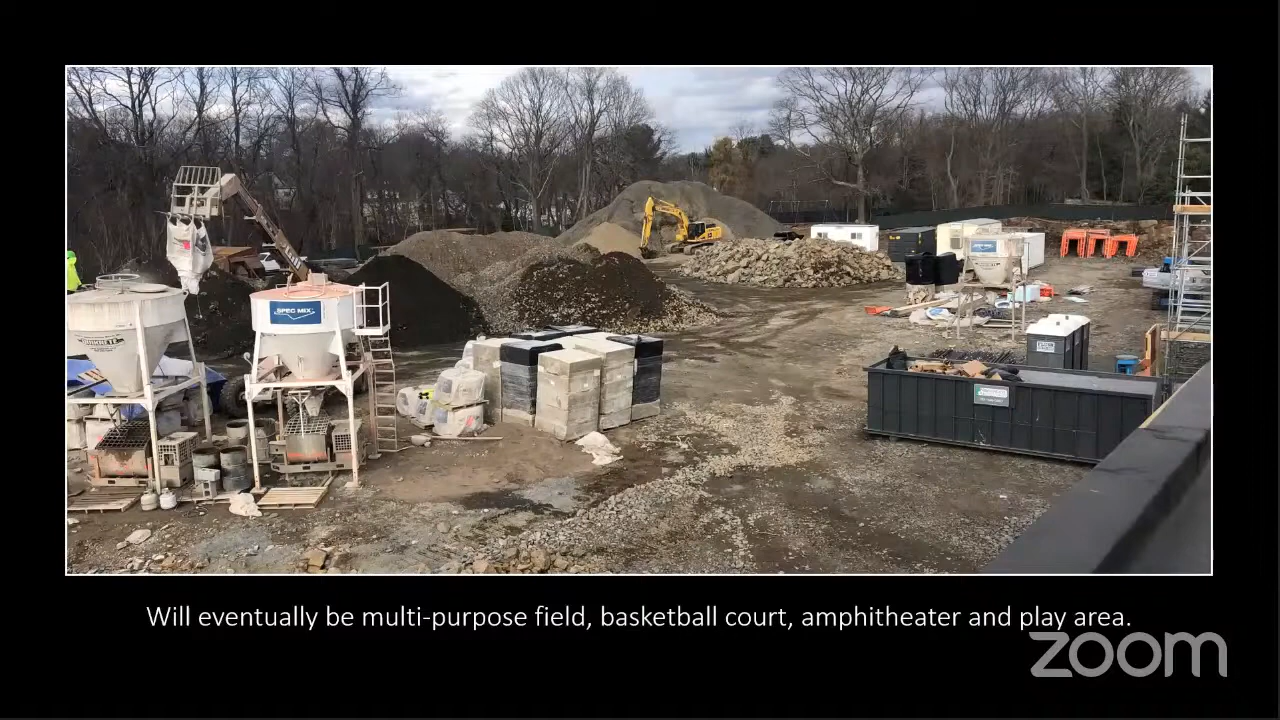 SPEC MIX
Will eventually be multi-purpose field, basketball court, amphitheater and play area.
zoom